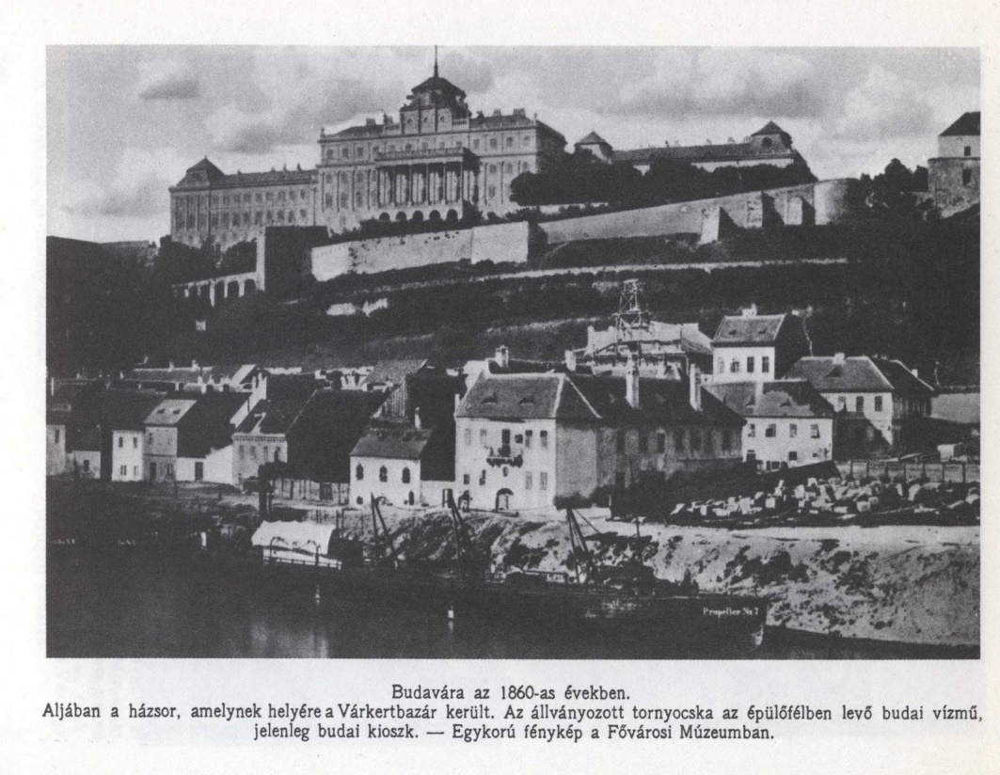 Propeller No 7
Budavára az 1860-as években.
Aljában a házsor, amelynek helyére a Várkertbazár került. Az állványozott tornyocska az épülőfélben levő budai vízmű,
jelenleg budai kioszk. — Egykorú fénykép a Fővárosi Múzeumban.